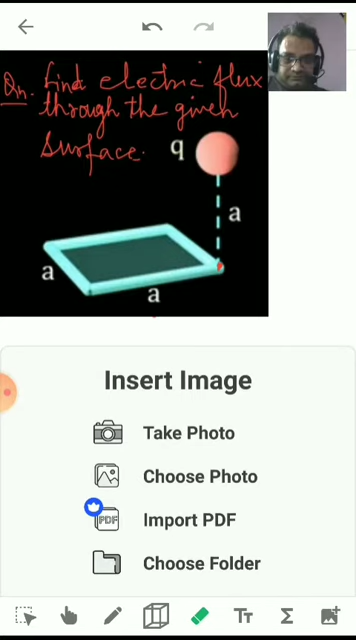 Qn. find electric flux
through the given
surface.
q
a
a
a
Insert Image
Take Photo
Choose Photo
PDF
Import PDF
Choose Folder
TT
Σ